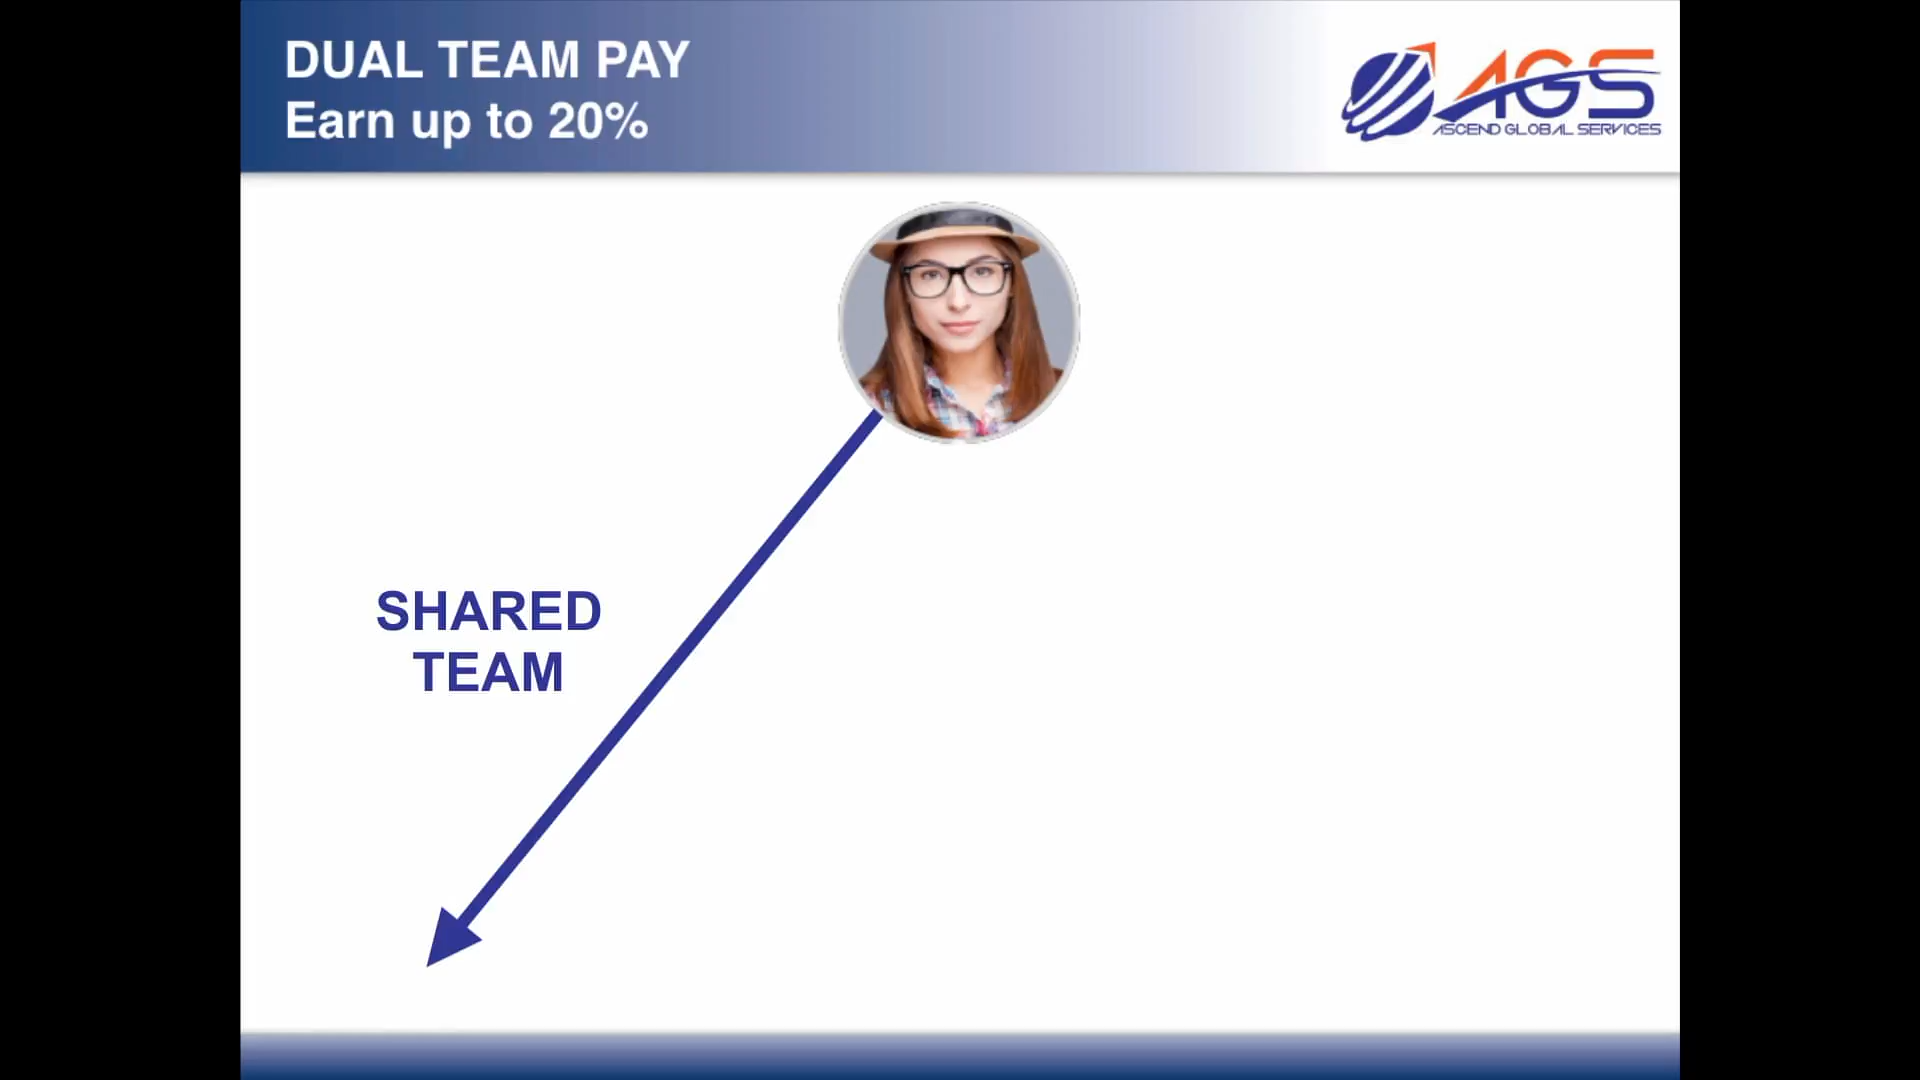 DUAL TEAM PAY
Earn up to 20%
AGS
ASCEND GLOBAL SERVICES
SHARED
TEAM